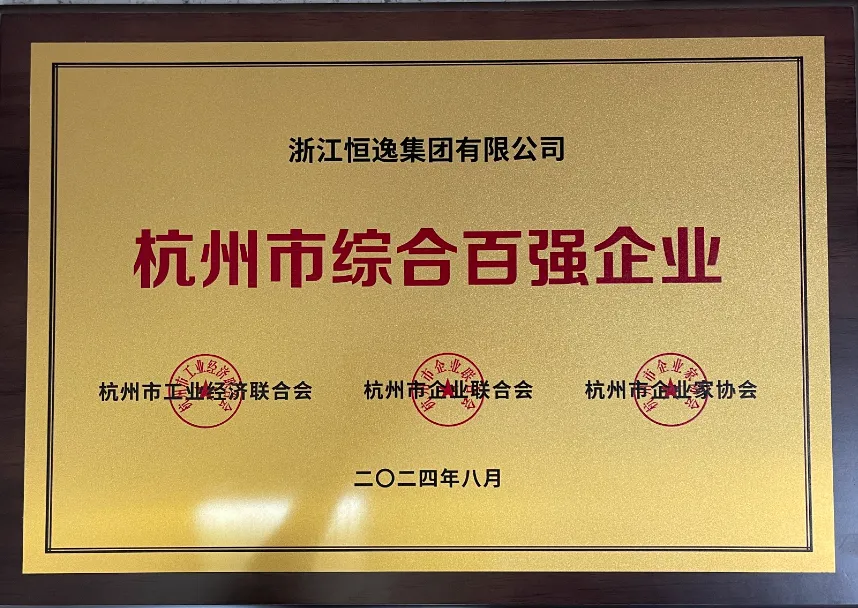 浙江恒逸集团有限公司
杭州市综合百强企业
杭州市工业经济联合会 杭州市企业联合会 杭州市企业家协会
二〇二四年八月